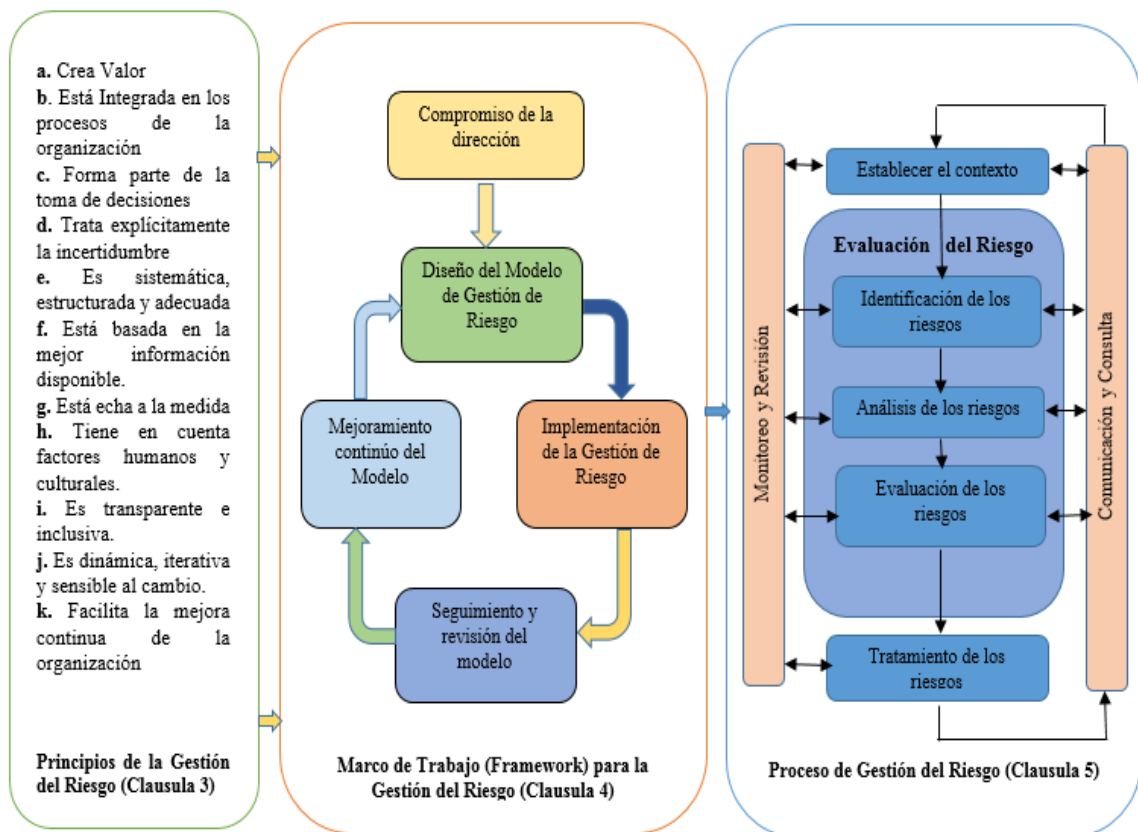 a. Crea Valor
b. Está Integrada en los
procesos de la
organización
c. Forma parte de la
toma de decisiones
d. Trata explícitamente
la incertidumbre
e. Es sistemática,
estructurada y adecuada
f. Está basada en la
mejor información
disponible.
g. Está echa a la medida
h. Tiene en cuenta
factores humanos y
culturales.
i. Es transparente e
inclusiva.
j. Es dinámica, iterativa
y sensible al cambio.
k. Facilita la mejora
continua de la
organización
Principios de la Gestión
del Riesgo (Clausula 3)
Compromiso de la
dirección
Diseño del Modelo
de Gestión de
Riesgo
Mejoramiento
continúo del
Modelo
Implementación
de la Gestión de
Riesgo
Seguimiento y
revisión del
modelo
Marco de Trabajo (Framework) para la
Gestión del Riesgo (Clausula 4)
Monitoreo y Revisión
Establecer el contexto
Evaluación del Riesgo
Identificación de los
riesgos
Análisis de los riesgos
Evaluación de los
riesgos
Tratamiento de los
riesgos
Comunicación y Consulta
Proceso de Gestión del Riesgo (Clausula 5)